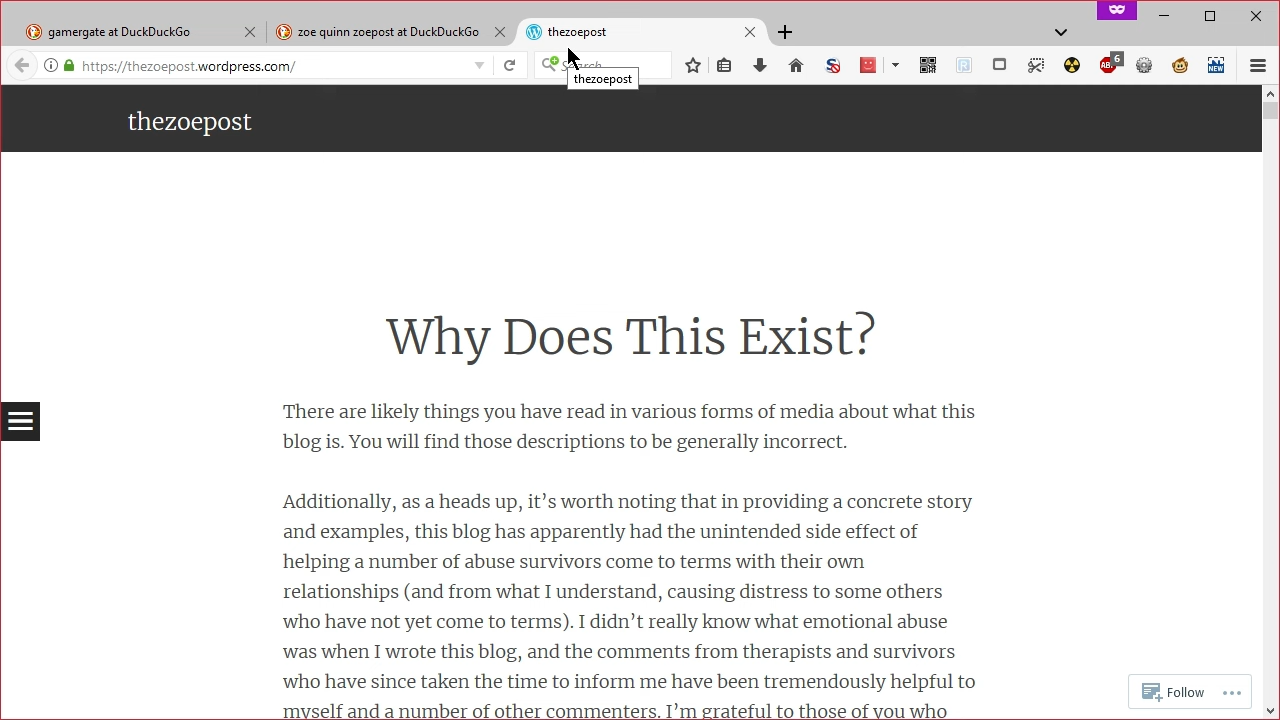 gamergate at DuckDuckGo
zoe quinn zoepost at DuckDuckGo
thezoepost
https://thezoepost.wordpress.com/
6
NEW
thezoepost
thezoepost
Why Does This Exist?
There are likely things you have read in various forms of media about what this
blog is. You will find those descriptions to be generally incorrect.
Additionally, as a heads up, it’s worth noting that in providing a concrete story
and examples, this blog has apparently had the unintended side effect of
helping a number of abuse survivors come to terms with their own
relationships (and from what I understand, causing distress to some others
who have not yet come to terms). I didn’t really know what emotional abuse
was when I wrote this blog, and the comments from therapists and survivors
who have since taken the time to inform me have been tremendously helpful to
myself and a number of other commenters. I’m grateful to those of you who
Follow